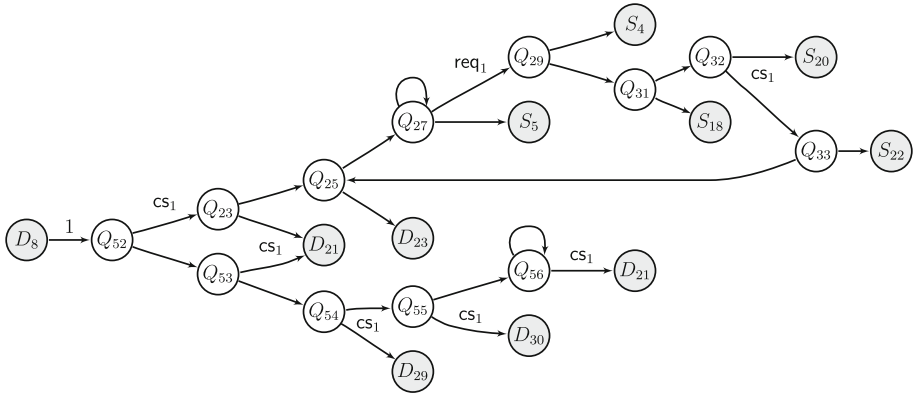 S₄
req₁
Q₂₉
Q₃₂
S₂₀
cs₁
Q₃₁
Q₂₇
S₅
S₁₈
Q₃₃
S₂₂
Q₂₅
cs₁
Q₂₃
D₈
1
Q₅₂
D₂₁
D₂₃
cs₁
Q₅₃
Q₅₆
cs₁
D₂₁
Q₅₄
Q₅₅
cs₁
cs₁
D₃₀
D₂₉